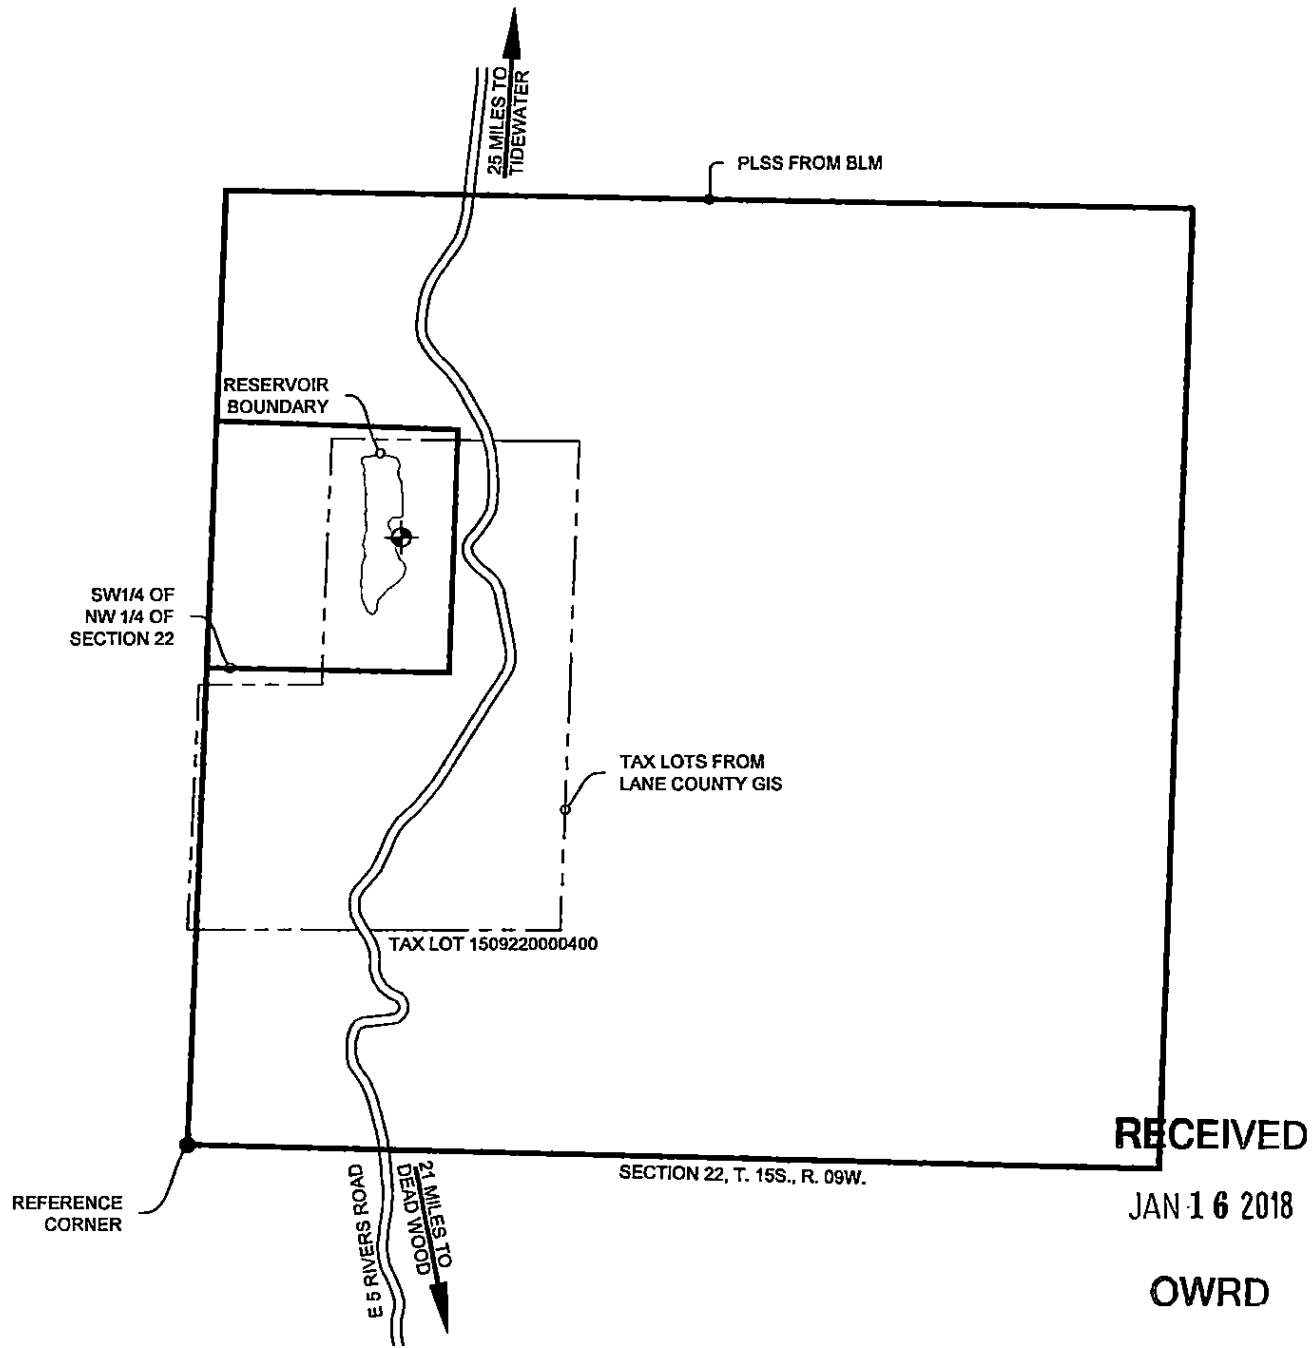 25 MILES TO
TIDEWATER
PLSS FROM BLM
RESERVOIR
BOUNDARY
SW1/4 OF
NW 1/4 OF
SECTION 22
TAX LOTS FROM
LANE COUNTY GIS
TAX LOT 1509220000400
RECEIVED
SECTION 22, T. 15S., R. 09W.
REFERENCE
CORNER
E 5 RIVERS ROAD
21 MILES TO
DEAD WOOD
JAN 16 2018
OWRD